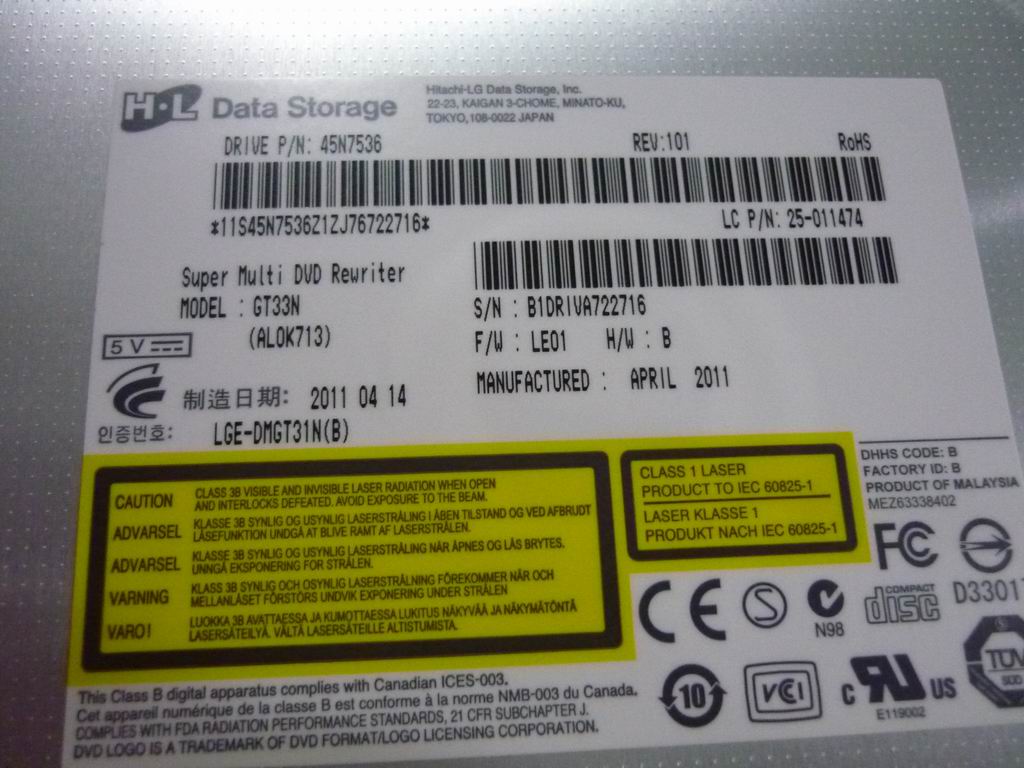 H·L Data Storage
Hitachi-LG Data Storage, Inc.
22-23, KAIGAN 3-CHOME, MINATO-KU,
TOKYO,108-0022 JAPAN
DRIVE P/N: 45N7536 REV:101 RoHS
*11S45N7536Z1ZJ76722716*
LC P/N: 25-011474
Super Multi DVD Rewriter
MODEL : GT33N
(ALOK713)
S/N : B1DRIVA722716
F/W : LE01 H/W : B
MANUFACTURED : APRIL 2011
5 V
制造日期: 2011 04 14
인증번호: LGE-DMGT31N(B)
CAUTION CLASS 3B VISIBLE AND INVISIBLE LASER RADIATION WHEN OPEN
AND INTERLOCKS DEFEATED. AVOID EXPOSURE TO THE BEAM.
ADVARSEL KLASSE 3B SYNLIG OG USYNLIG LASERSTRÅLING I ÅBEN TILSTAND OG VED AFBRUDT
LÅSEFUNKTION UNDGÅ AT BLIVE RAMT AF LASERSTRÅLEN.
ADVARSEL KLASSE 3B SYNLIG OG USYNLIG LASERSTRÅLING NÅR ÅPNES OG LÅS BRYTES.
UNNGÅ EKSPONERING FOR STRÅLEN.
VARNING KLASS 3B SYNLIG OCH OSYNLIG LASERSTRÅLNING FÖREKOMMER NÄR OCH
MELLANLÅSET FÖRSTÖRS UNDVIK EXPONERING UNDER STRÅLEN
VARO! LUOKKA 3B AVATTAESSA JA KUMOTTAESSA LUKITUS NÄKYVÄÄ JA NÄKYMÄTÖNTÄ
LASERSÄTEILYÄ. VÄLTÄ LASERSÄTEILLE ALTISTUMISTA.
CLASS 1 LASER
PRODUCT TO IEC 60825-1
LASER KLASSE 1
PRODUKT NACH IEC 60825-1
DHHS CODE: B
FACTORY ID: B
PRODUCT OF MALAYSIA
MEZ63338402
FC
CE S N98 COMPACT disc D3301
10 VCI c RU US E119002 TÜV SÜD
This Class B digital apparatus complies with Canadian ICES-003.
Cet appareil numérique de la classe B est conforme à la norme NMB-003 du Canada.
COMPLIES WITH FDA RADIATION PERFORMANCE STANDARDS, 21 CFR SUBCHAPTER J.
DVD LOGO IS A TRADEMARK OF DVD FORMAT/LOGO LICENSING CORPORATION.